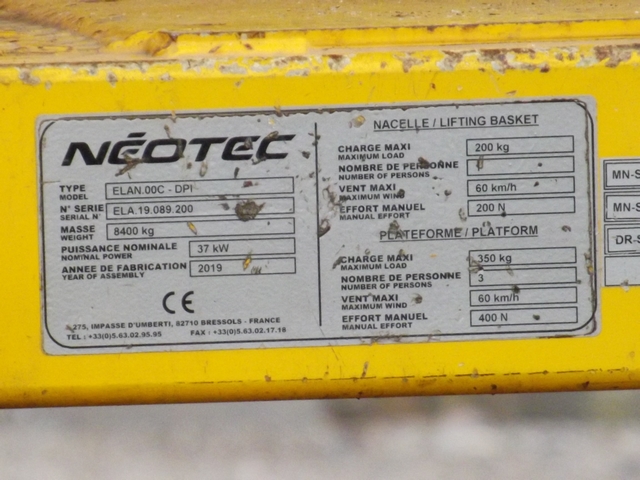 NÉOTEC
TYPE ELAN.00C - DPI
MODEL
N° SERIE ELA.19.089.200
SERIAL N°
MASSE 8400 kg
WEIGHT
PUISSANCE NOMINALE 37 kW
NOMINAL POWER
ANNEE DE FABRICATION 2019
YEAR OF ASSEMBLY
CE
275, IMPASSE D'UMBERTI, 82710 BRESSOLS - FRANCE
TEL : +33(0)5.63.02.95.95 FAX : +33(0)5.63.02.17.16
NACELLE / LIFTING BASKET
CHARGE MAXI 200 kg
MAXIMUM LOAD
NOMBRE DE PERSONNE
NUMBER OF PERSONS
VENT MAXI 60 km/h
MAXIMUM WIND
EFFORT MANUEL 200 N
MANUAL EFFORT
PLATEFORME / PLATFORM
CHARGE MAXI 350 kg
MAXIMUM LOAD
NOMBRE DE PERSONNE 3
NUMBER OF PERSONS
VENT MAXI 60 km/h
MAXIMUM WIND
EFFORT MANUEL 400 N
MANUAL EFFORT
MN-S
MN-S
DR-S